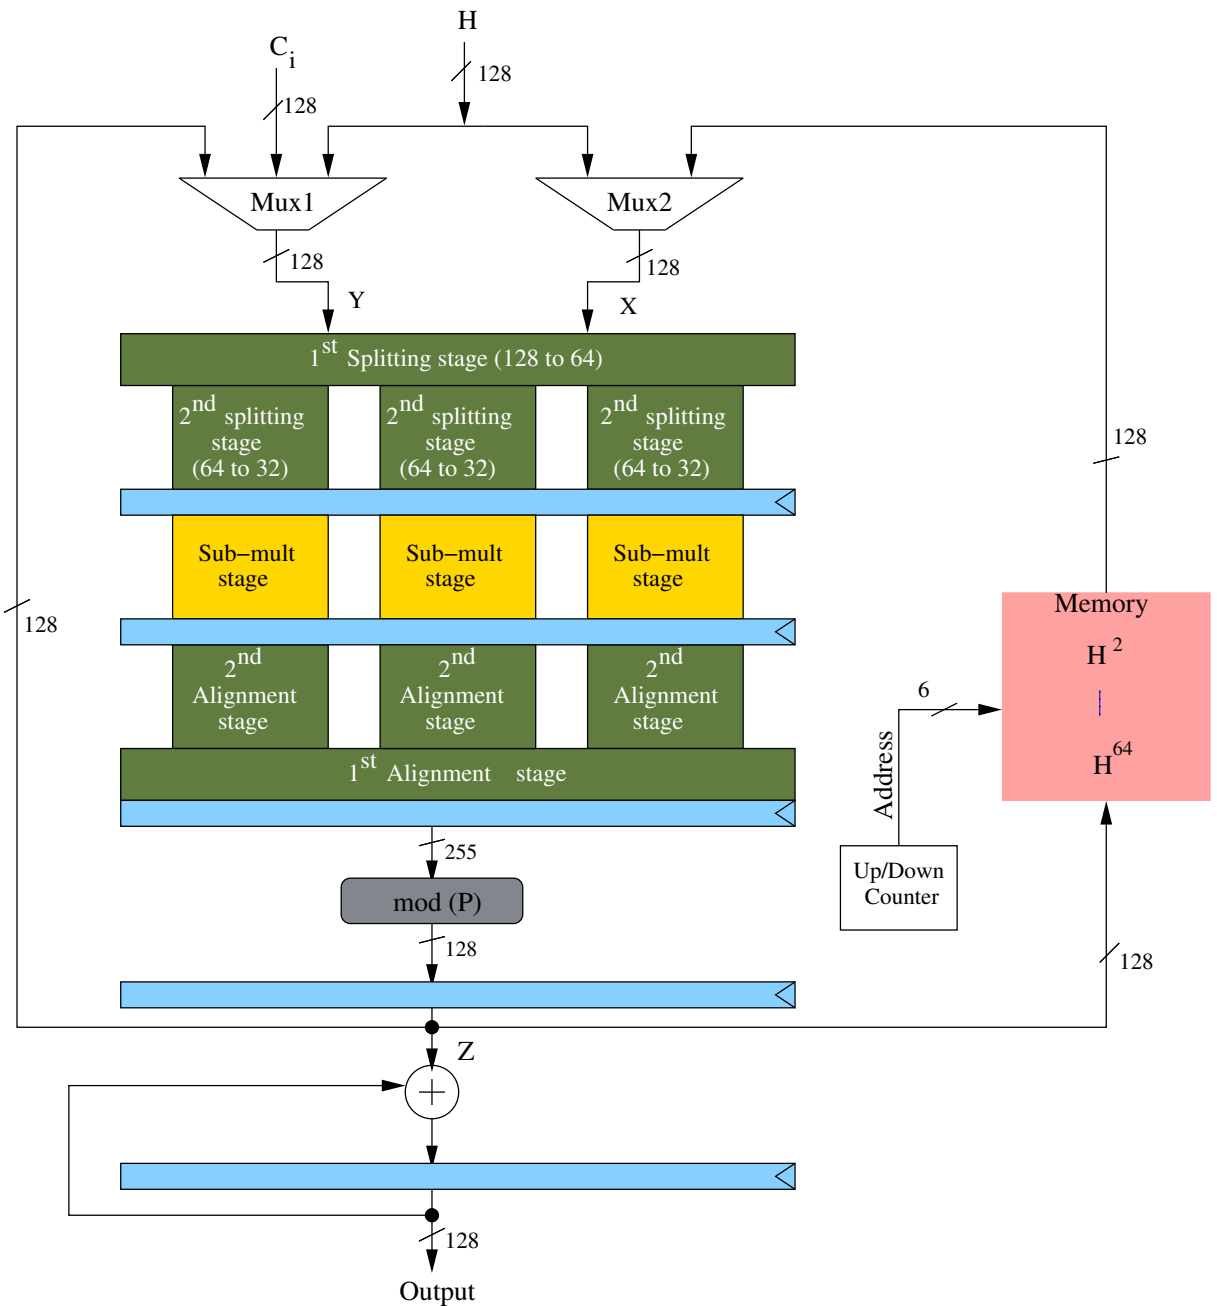 H
C i
128
128
Mux1
Mux2
128
128
Y
X
1st Splitting stage (128 to 64)
2nd splitting
stage
(64 to 32)
2nd splitting
stage
(64 to 32)
2nd splitting
stage
(64 to 32)
128
Sub−mult
stage
Sub−mult
stage
Sub−mult
stage
128
Memory
H 2
H 64
6
Address
2nd
Alignment
stage
2nd
Alignment
stage
2nd
Alignment
stage
1st Alignment stage
255
Up/Down
Counter
mod (P)
128
128
Z
128
Output